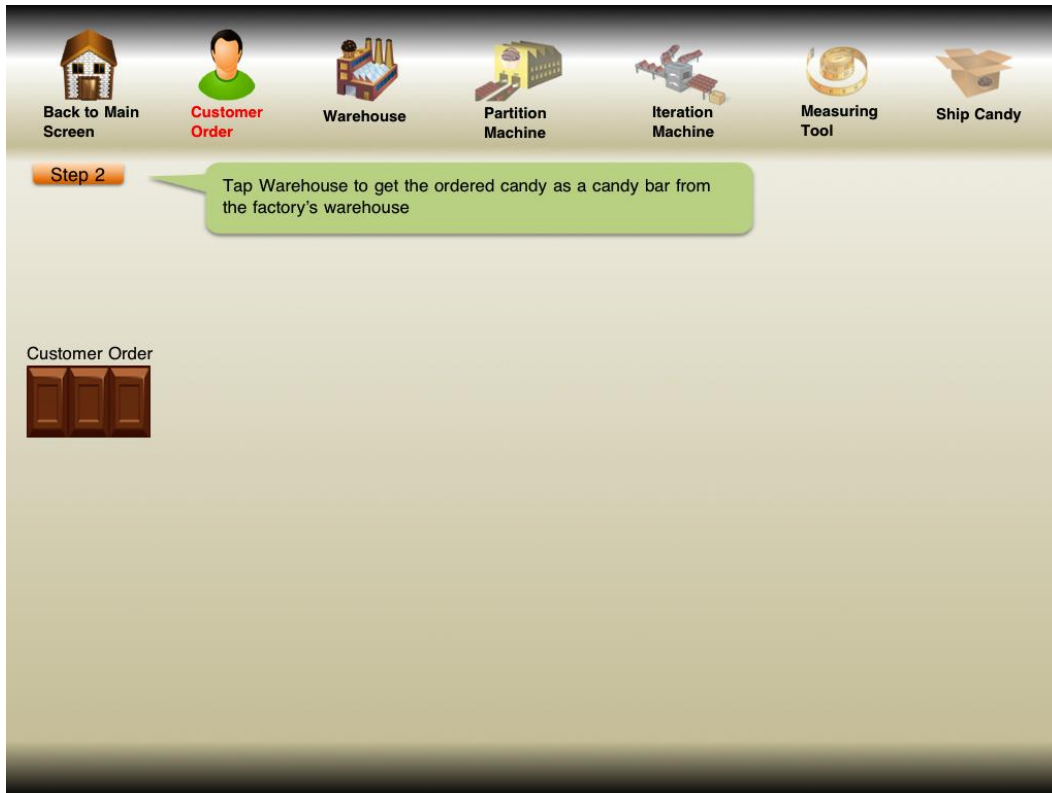 Back to Main
Screen
Customer
Order
Warehouse
Partition
Machine
Iteration
Machine
Measuring
Tool
Ship Candy
Step 2
Tap Warehouse to get the ordered candy as a candy bar from
the factory’s warehouse
Customer Order